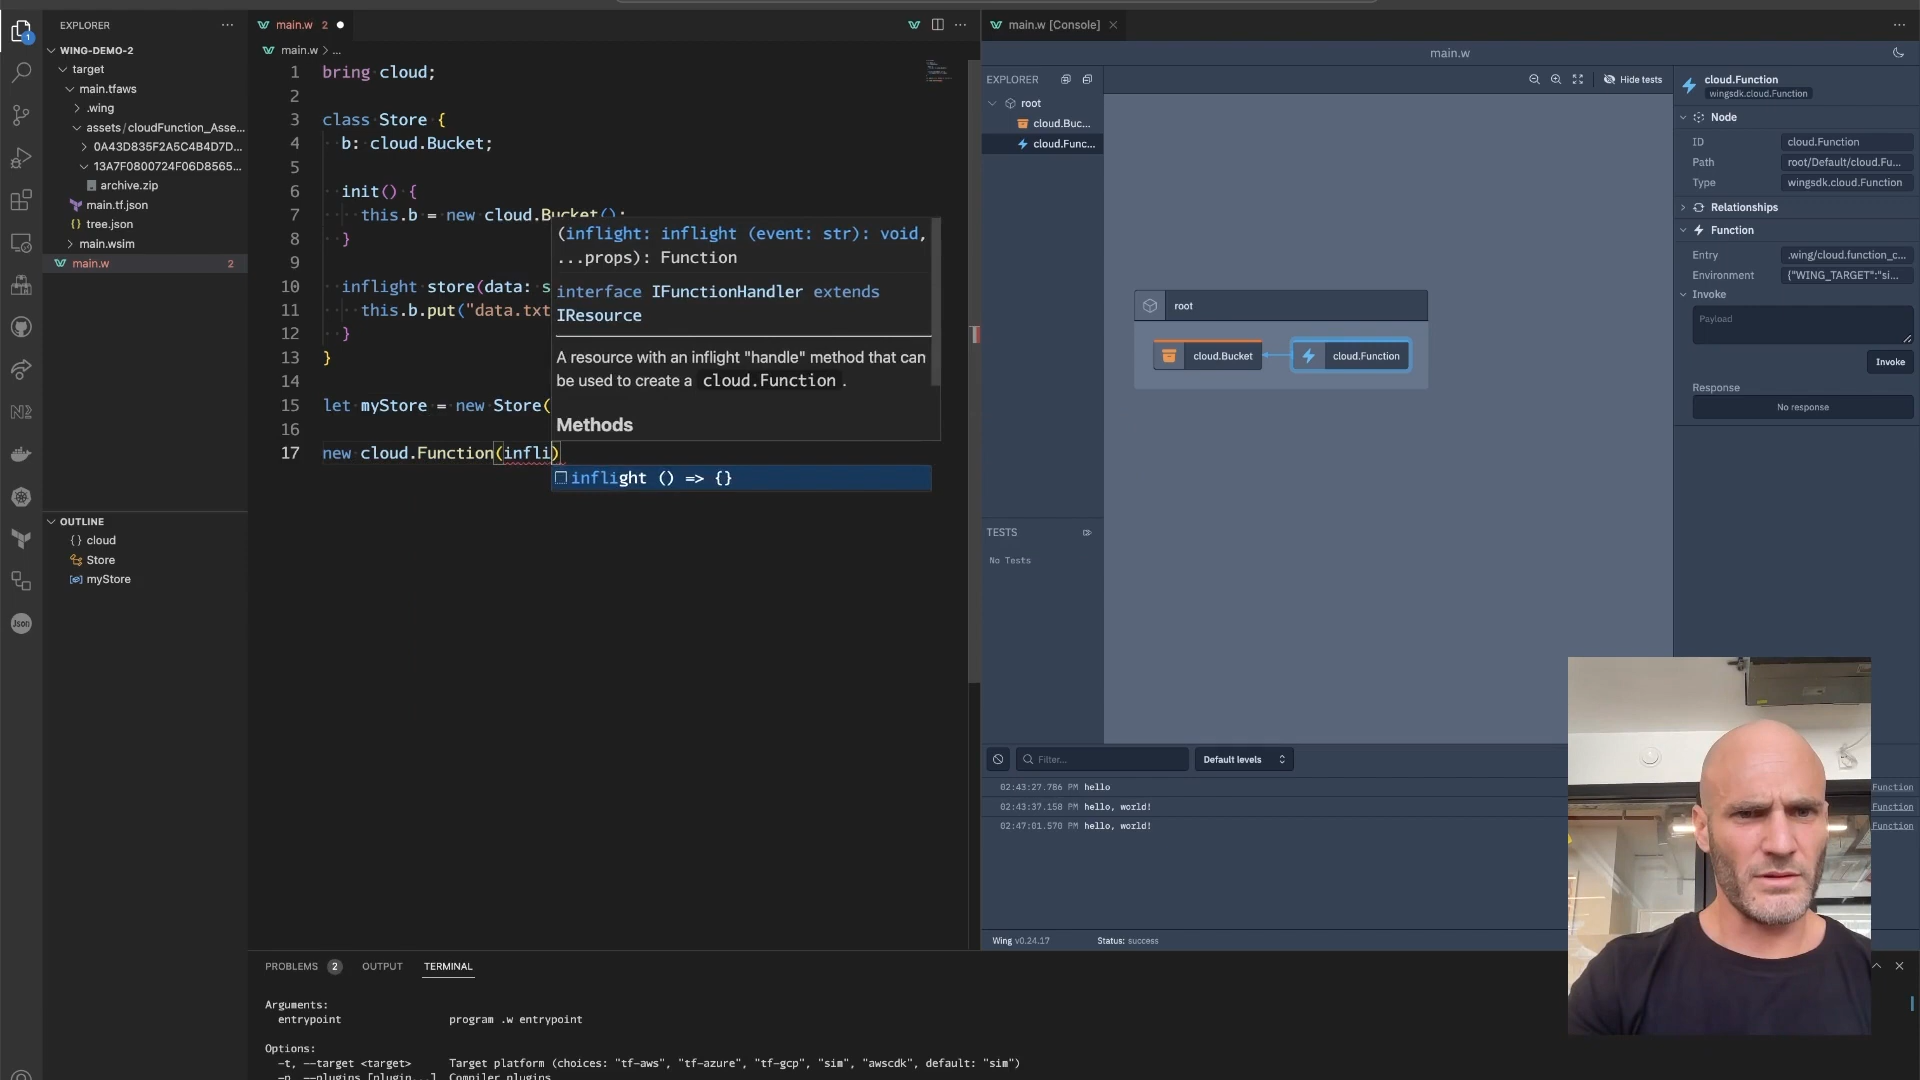 EXPLORER ...
WING-DEMO-2
target
main.tfaws
.wing
assets/cloudFunction_Asse...
0A43D835F2A5C4B4D7D...
13A7F0800724F06D8565...
archive.zip
main.tf.json
{} tree.json
main.wsim
main.w 2
OUTLINE
{} cloud
Store
myStore
main.w 2
main.w > ...
1 bring cloud;
2
3 class Store {
4 b: cloud.Bucket;
5
6 init() {
7 this.b = new cloud.Bucket();
8 }
9
10 inflight store(data: s
11 this.b.put("data.txt
12 }
13 }
14
15 let myStore = new Store(
16
17 new cloud.Function(infli)
(inflight: inflight (event: str): void,
...props): Function
interface IFunctionHandler extends
IResource
A resource with an inflight "handle" method that can
be used to create a cloud.Function .
Methods
inflight () => {}
PROBLEMS 2 OUTPUT TERMINAL
Arguments:
entrypoint program .w entrypoint
Options:
-t, --target <target> Target platform (choices: "tf-aws", "tf-azure", "tf-gcp", "sim", "awscdk", default: "sim")
-p, --plugins [plugin...] Compiler plugins
main.w [Console]
main.w
EXPLORER
root
cloud.Buc...
cloud.Func...
TESTS
No Tests
Hide tests
root
cloud.Bucket
cloud.Function
cloud.Function
wingsdk.cloud.Function
Node
ID cloud.Function
Path root/Default/cloud.Fu...
Type wingsdk.cloud.Function
Relationships
Function
Entry .wing/cloud.function_c...
Environment {"WING_TARGET":"si...
Invoke
Payload
Invoke
Response
No response
Filter... Default levels
02:43:27.786 PM hello Function
02:43:37.150 PM hello, world! Function
02:47:01.570 PM hello, world! Function
Wing v0.24.17 Status: success
1
N2
Json